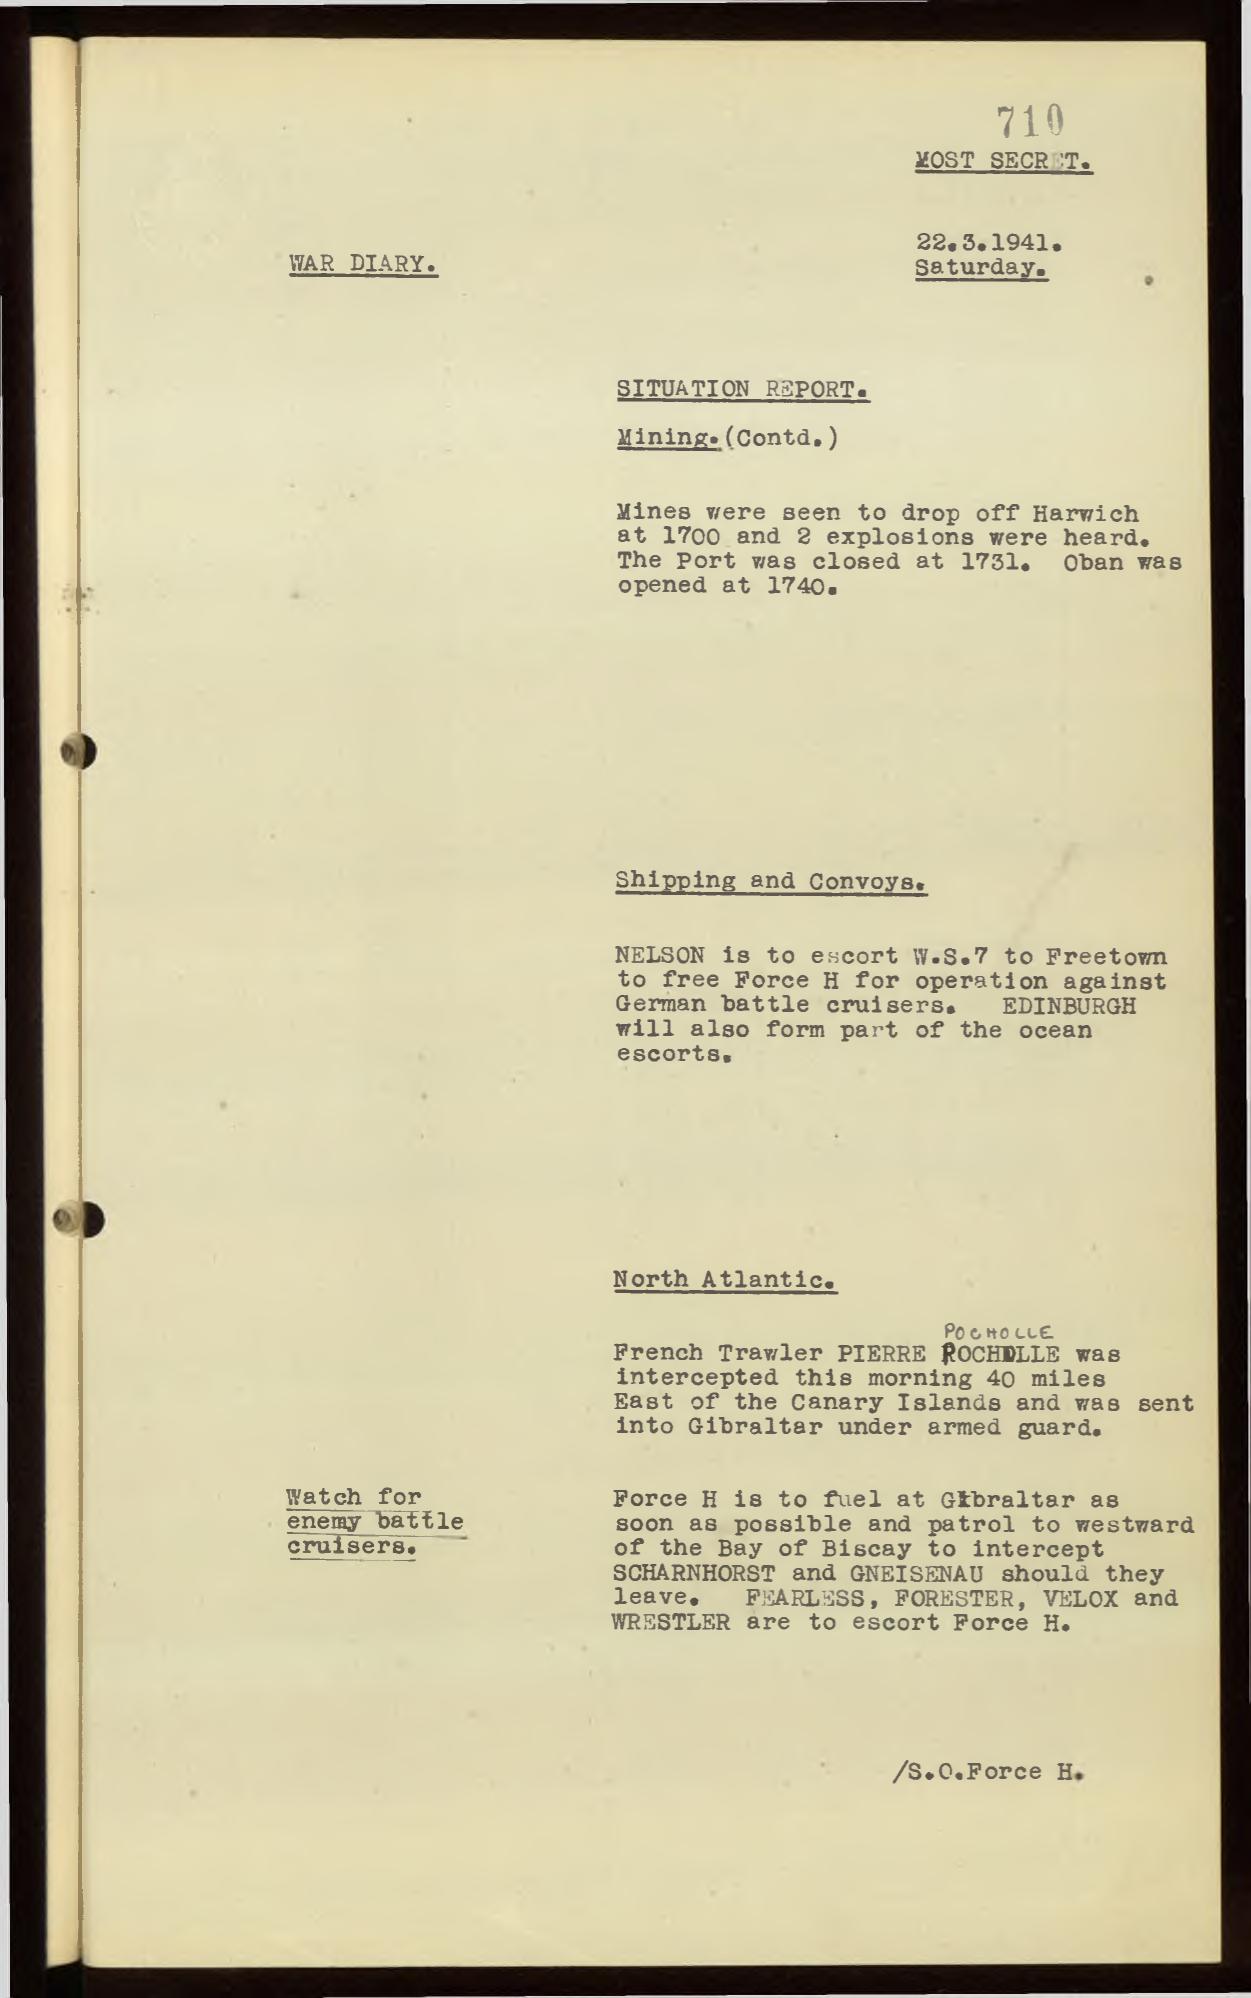 710
MOST SECRET.
22.3.1941.
WAR DIARY.
Saturday.
SITUATION REPORT.
Mining.(Contd.)
Mines were seen to drop off Harwich
at 1700 and 2 explosions were heard.
The Port was closed at 1731. Oban was
opened at 1740.
Shipping and Convoys.
NELSON is to escort W.S.7 to Freetown
to free Force H for operation against
German battle cruisers. EDINBURGH
will also form part of the ocean
escorts.
North Atlantic.
POCHOLLE
French Trawler PIERRE POCHOLLE was
intercepted this morning 40 miles
East of the Canary Islands and was sent
into Gibraltar under armed guard.
Watch for
enemy battle
cruisers.
Force H is to fuel at Gibraltar as
soon as possible and patrol to westward
of the Bay of Biscay to intercept
SCHARNHORST and GNEISENAU should they
leave. FEARLESS, FORESTER, VELOX and
WRESTLER are to escort Force H.
/S.O.Force H.